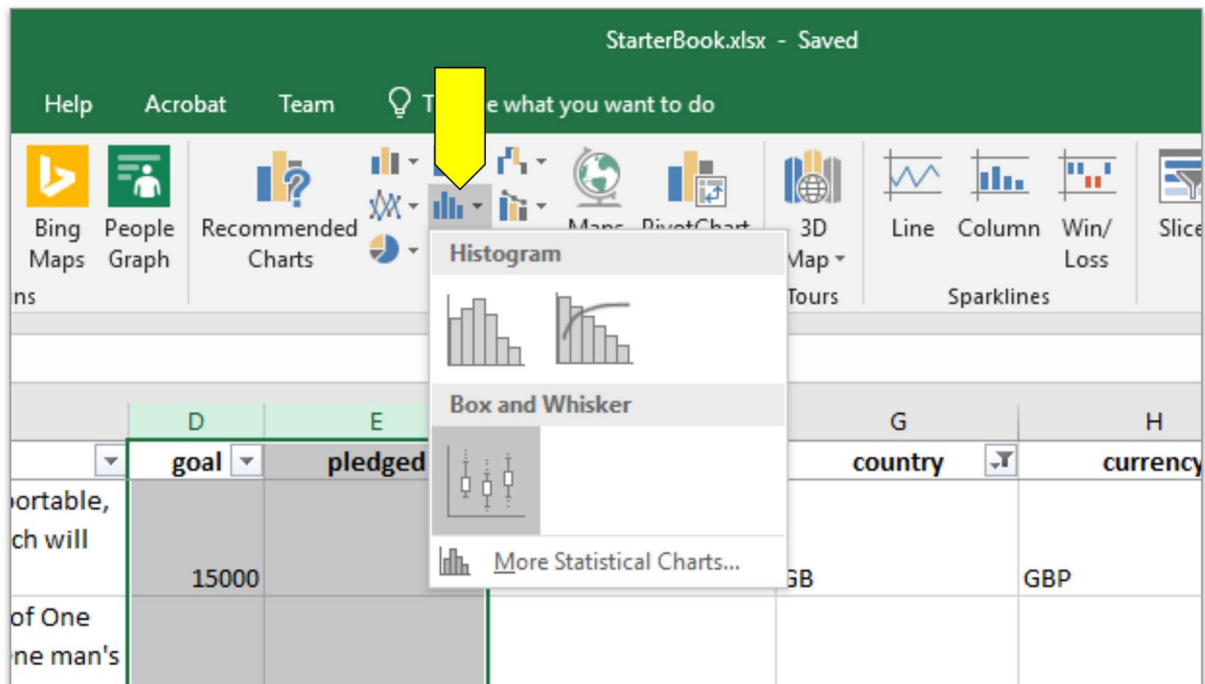 StarterBook.xlsx - Saved
Help Acrobat Team what you want to do
Bing Maps
People Graph
Recommended Charts
3D Map
Line
Column
Win/ Loss
Tours
Sparklines
Histogram
Box and Whisker
More Statistical Charts...
D E G H
goal pledged country currency
will
15000 GBP
of One
man's